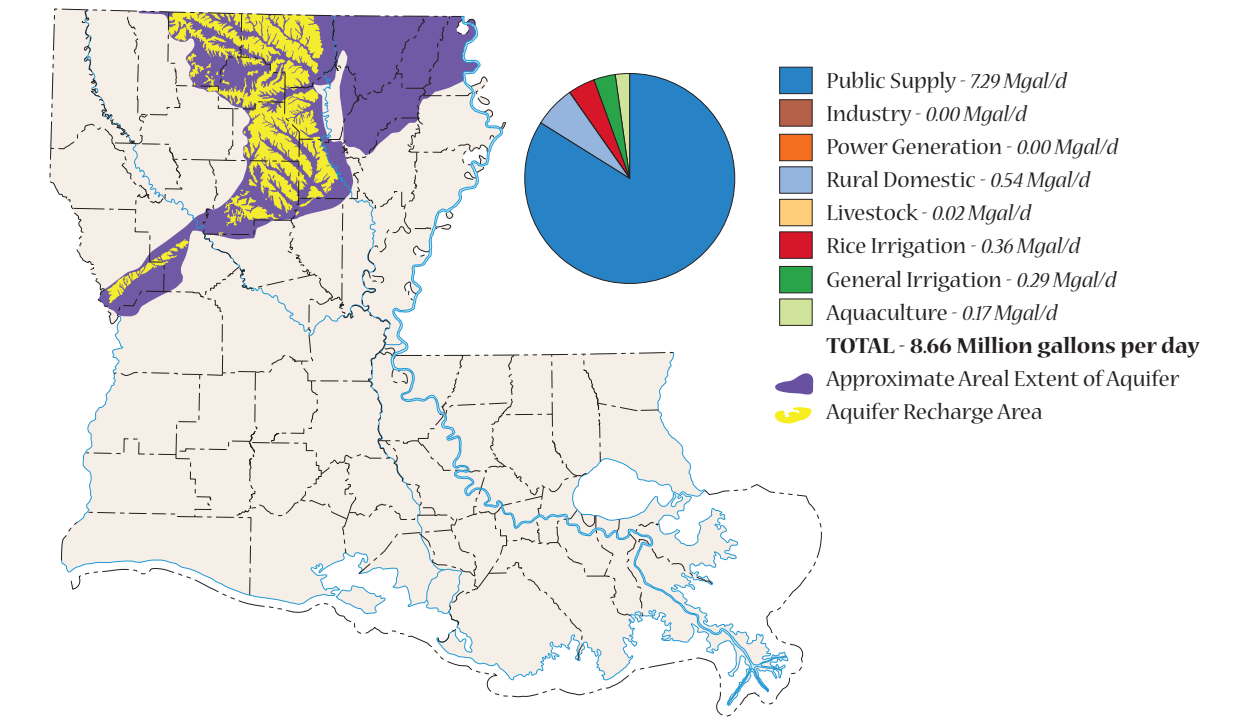 Public Supply - 7.29 Mgal/d
Industry - 0.00 Mgal/d
Power Generation - 0.00 Mgal/d
Rural Domestic - 0.54 Mgal/d
Livestock - 0.02 Mgal/d
Rice Irrigation - 0.36 Mgal/d
General Irrigation - 0.29 Mgal/d
Aquaculture - 0.17 Mgal/d
TOTAL - 8.66 Million gallons per day
Approximate Areal Extent of Aquifer
Aquifer Recharge Area